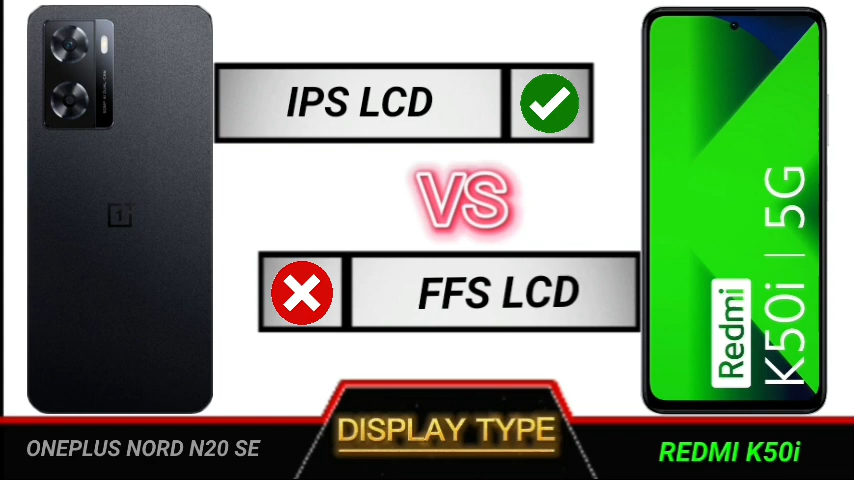 IPS LCD
VS
FFS LCD
Redmi
K50i | 5G
DISPLAY TYPE
ONEPLUS NORD N20 SE
REDMI K50i